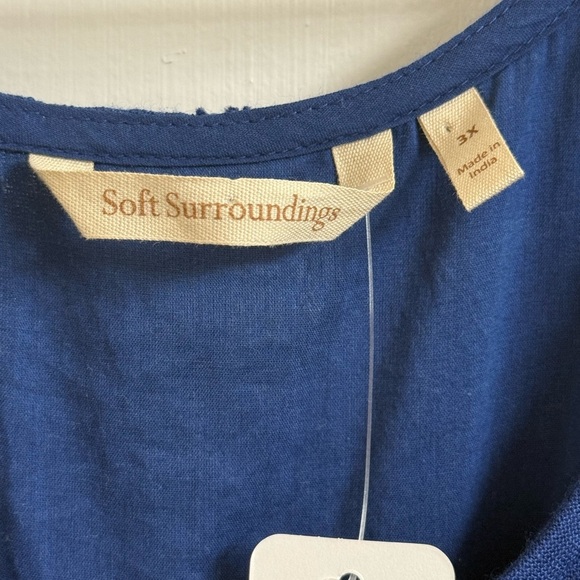 Soft Surroundings
3X
Made in
India